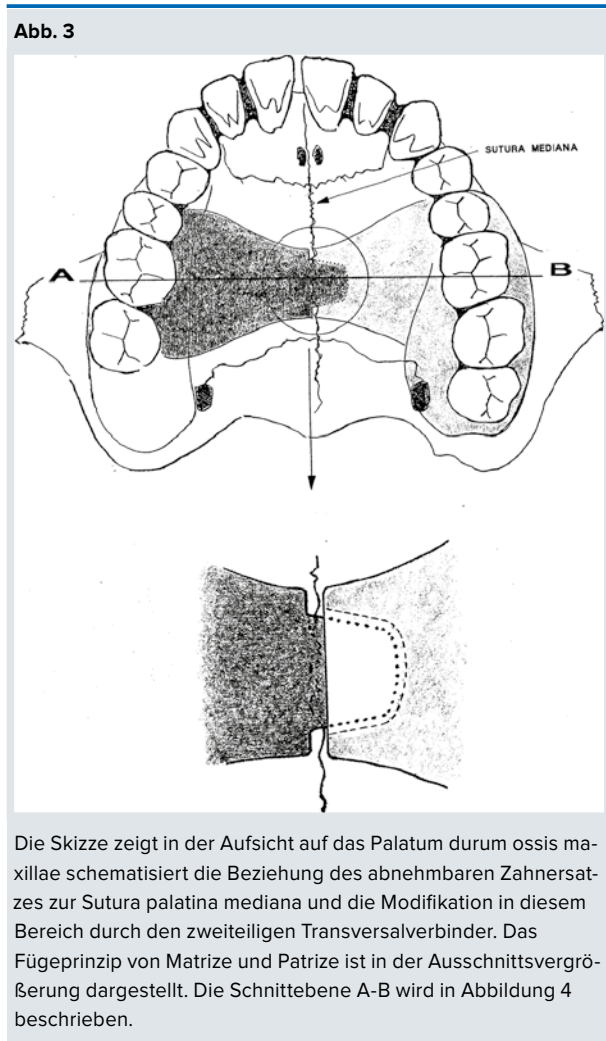 Abb. 3
SUTURA MEDIANA
A B
Die Skizze zeigt in der Aufsicht auf das Palatum durum ossis ma-
xillae schematisiert die Beziehung des abnehmbaren Zahnersat-
zes zur Sutura palatina mediana und die Modifikation in diesem
Bereich durch den zweiteiligen Transversalverbinder. Das
Fügeprinzip von Matrize und Patrize ist in der Ausschnittsvergrö-
ßerung dargestellt. Die Schnittebene A-B wird in Abbildung 4
beschrieben.